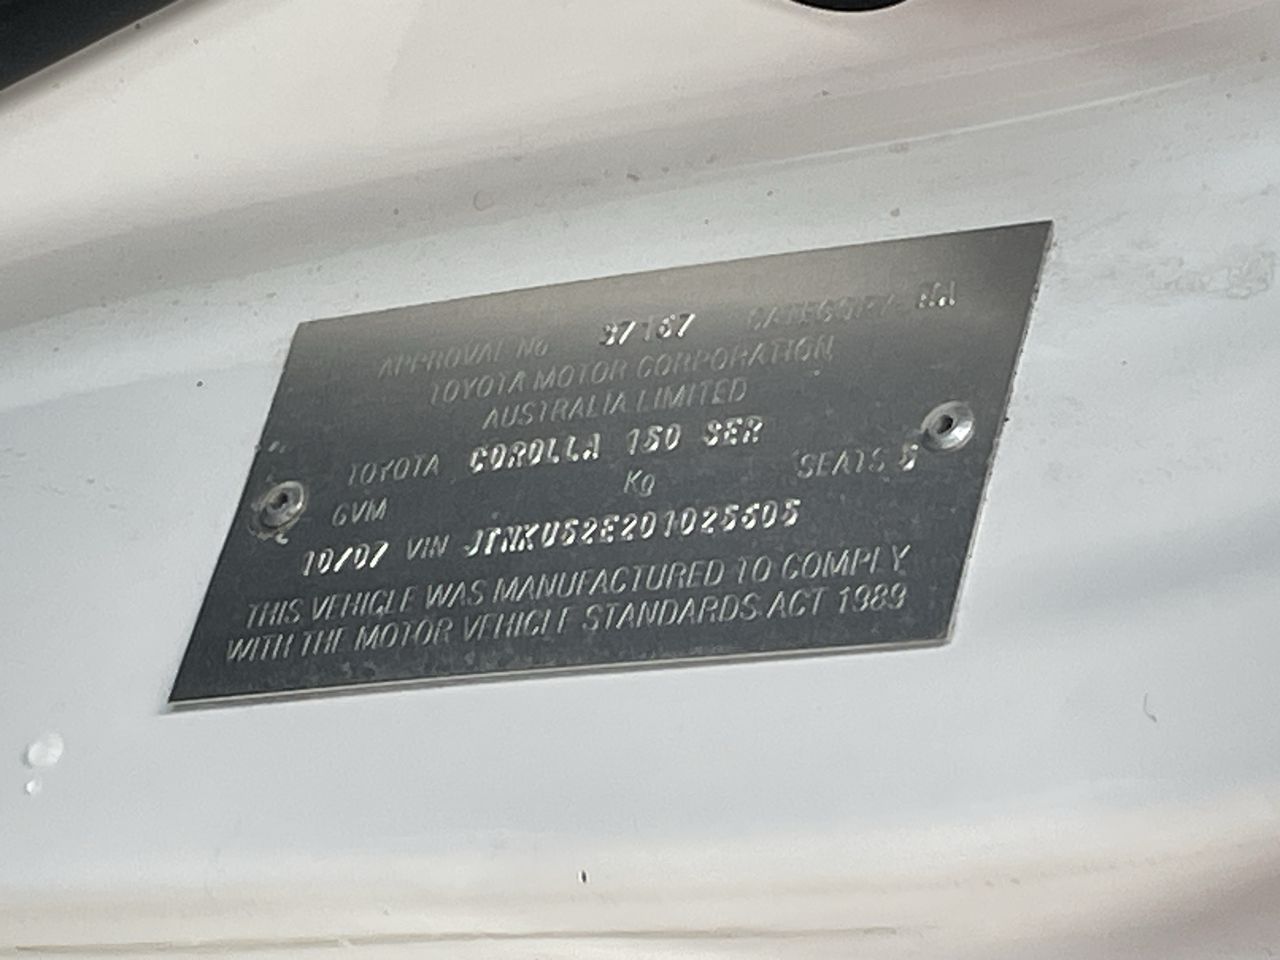 APPROVAL No 37167 CATEGORY MA
TOYOTA MOTOR CORPORATION
AUSTRALIA LIMITED
TOYOTA COROLLA 150 SER
GVM Kg SEATS 5
10/07 VIN
THIS VEHICLE WAS MANUFACTURED TO COMPLY
WITH THE MOTOR VEHICLE STANDARDS ACT 1989